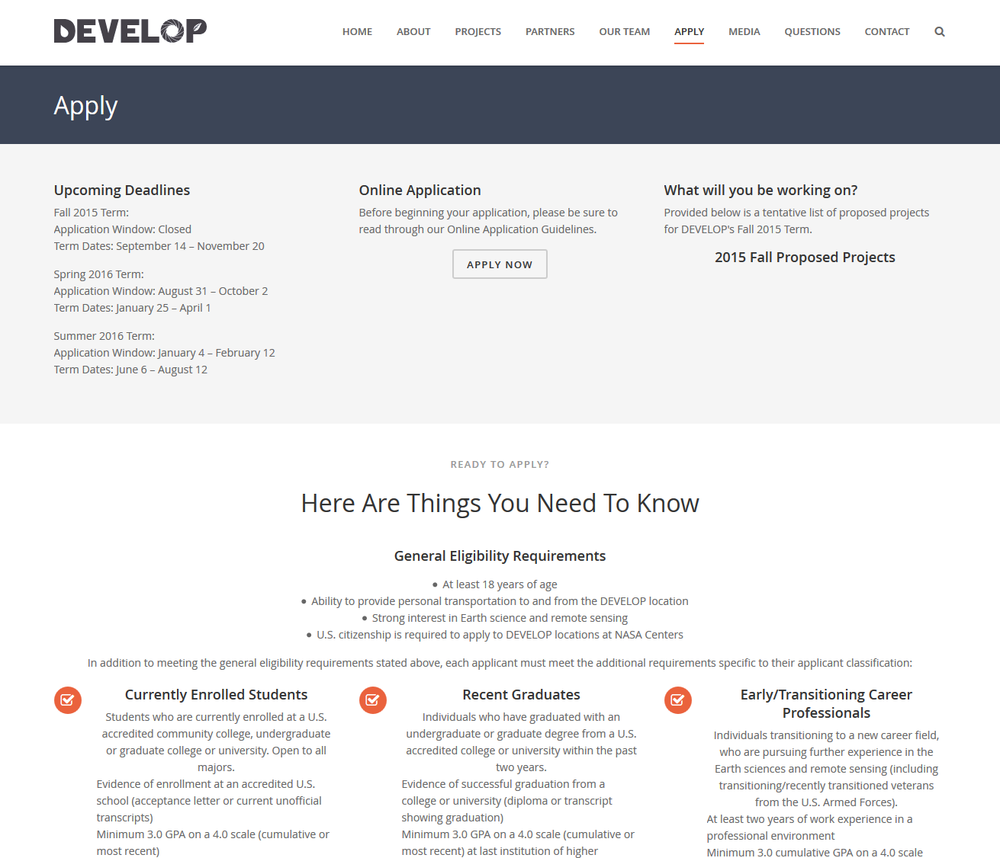 DEVELOP
HOME ABOUT PROJECTS PARTNERS OUR TEAM APPLY MEDIA QUESTIONS CONTACT
Apply
Upcoming Deadlines
Fall 2015 Term:
Application Window: Closed
Term Dates: September 14 – November 20
Spring 2016 Term:
Application Window: August 31 – October 2
Term Dates: January 25 – April 1
Summer 2016 Term:
Application Window: January 4 – February 12
Term Dates: June 6 – August 12
Online Application
Before beginning your application, please be sure to
read through our Online Application Guidelines.
APPLY NOW
What will you be working on?
Provided below is a tentative list of proposed projects
for DEVELOP's Fall 2015 Term.
2015 Fall Proposed Projects
READY TO APPLY?
Here Are Things You Need To Know
General Eligibility Requirements
● At least 18 years of age
● Ability to provide personal transportation to and from the DEVELOP location
● Strong interest in Earth science and remote sensing
● U.S. citizenship is required to apply to DEVELOP locations at NASA Centers
In addition to meeting the general eligibility requirements stated above, each applicant must meet the additional requirements specific to their applicant classification:
Currently Enrolled Students
Students who are currently enrolled at a U.S.
accredited community college, undergraduate
or graduate college or university. Open to all
majors.
Evidence of enrollment at an accredited U.S.
school (acceptance letter or current unofficial
transcripts)
Minimum 3.0 GPA on a 4.0 scale (cumulative or
most recent)
Recent Graduates
Individuals who have graduated with an
undergraduate or graduate degree from a U.S.
accredited college or university within the past
two years.
Evidence of successful graduation from a
college or university (diploma or transcript
showing graduation)
Minimum 3.0 GPA on a 4.0 scale (cumulative or
most recent) at last institution of higher
Early/Transitioning Career
Professionals
Individuals transitioning to a new career field,
who are pursuing further experience in the
Earth sciences and remote sensing (including
transitioning/recently transitioned veterans
from the U.S. Armed Forces).
At least two years of work experience in a
professional environment
Minimum 3.0 cumulative GPA on a 4.0 scale